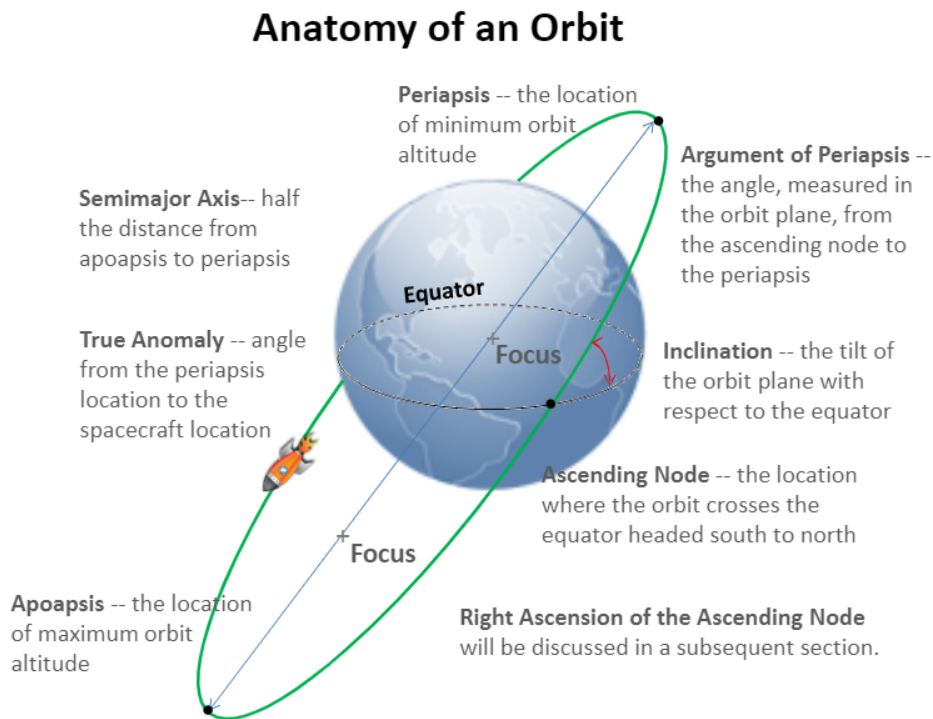 Anatomy of an Orbit
Periapsis -- the location
of minimum orbit
altitude
Argument of Periapsis --
the angle, measured in
the orbit plane, from
the ascending node to
the periapsis
Semimajor Axis-- half
the distance from
apoapsis to periapsis
Equator
True Anomaly -- angle
from the periapsis
location to the
spacecraft location
Focus
Inclination -- the tilt of
the orbit plane with
respect to the equator
Ascending Node -- the location
where the orbit crosses the
equator headed south to north
Focus
Apoapsis -- the location
of maximum orbit
altitude
Right Ascension of the Ascending Node
will be discussed in a subsequent section.